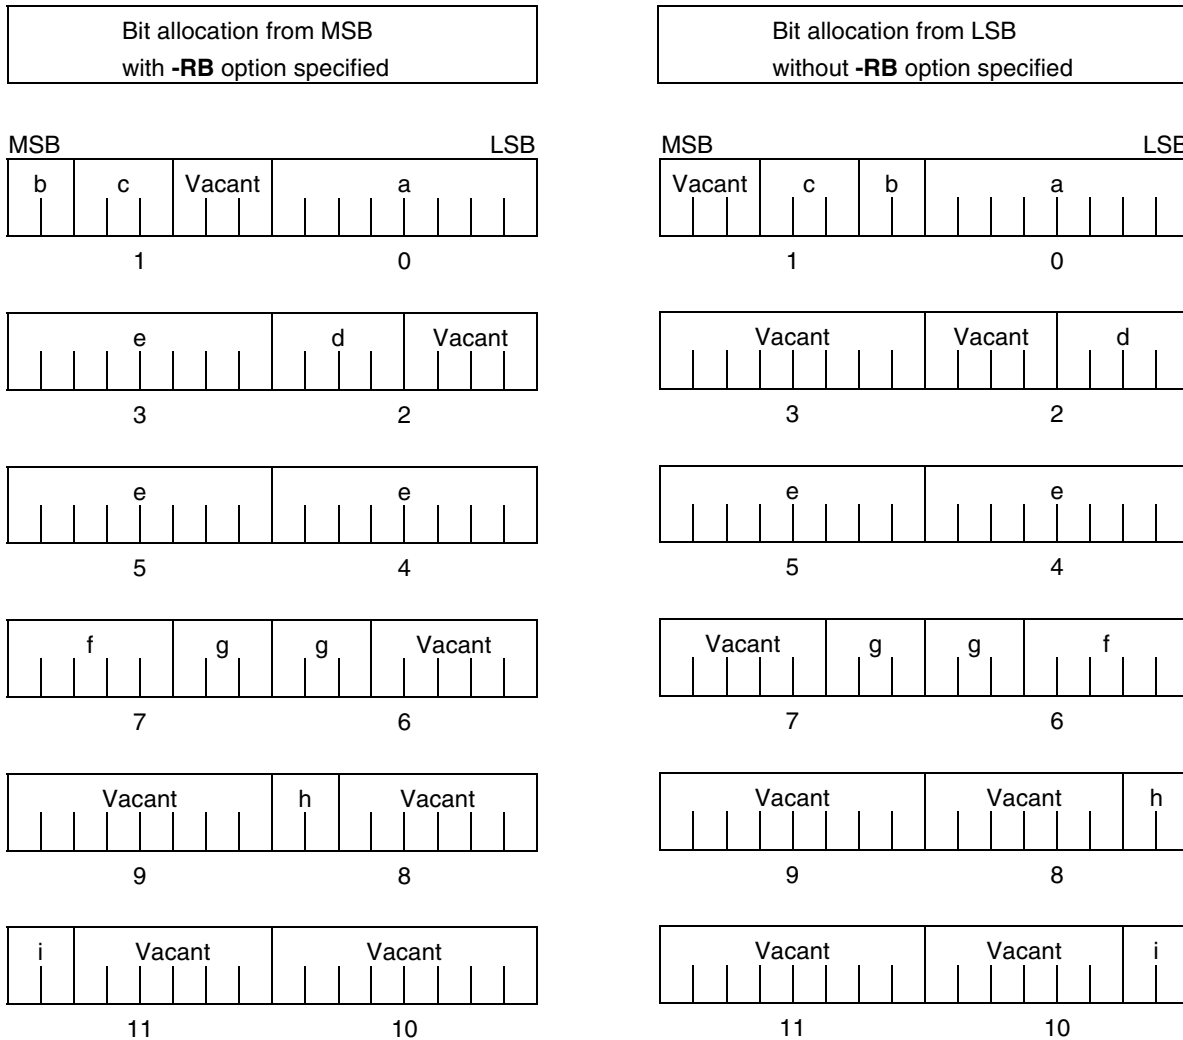 Bit allocation from MSB
with -RB option specified
Bit allocation from LSB
without -RB option specified
MSB LSB MSB LSB
b c Vacant a Vacant c b a
1 0 1 0
e d Vacant Vacant Vacant d
3 2 3 2
e e e e
5 4 5 4
f g g Vacant Vacant g g f
7 6 7 6
Vacant h Vacant Vacant Vacant h
9 8 9 8
i Vacant Vacant Vacant Vacant i
11 10 11 10